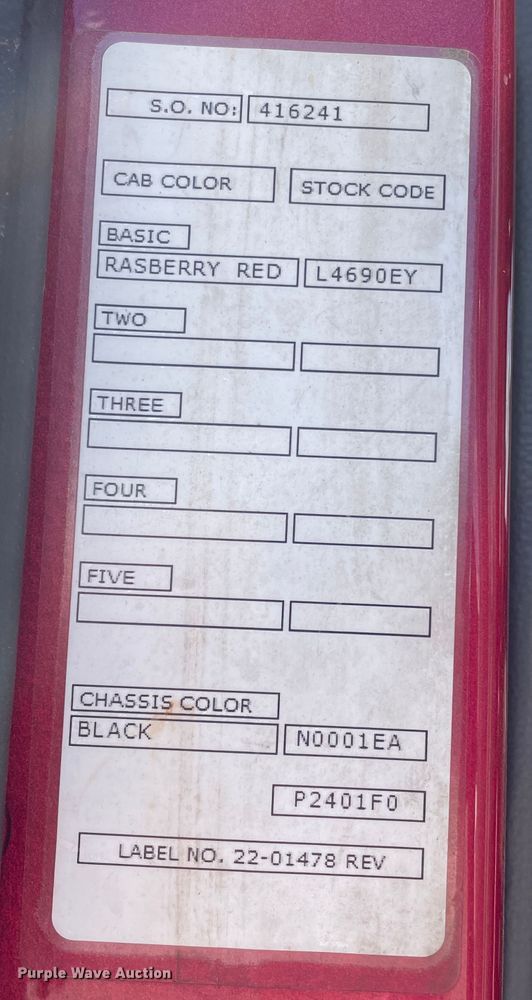 S.O. NO: 416241
CAB COLOR STOCK CODE
BASIC
RASBERRY RED L4690EY
TWO
THREE
FOUR
FIVE
CHASSIS COLOR
BLACK N0001EA
P2401F0
LABEL NO. 22-01478 REV
Purple Wave Auction